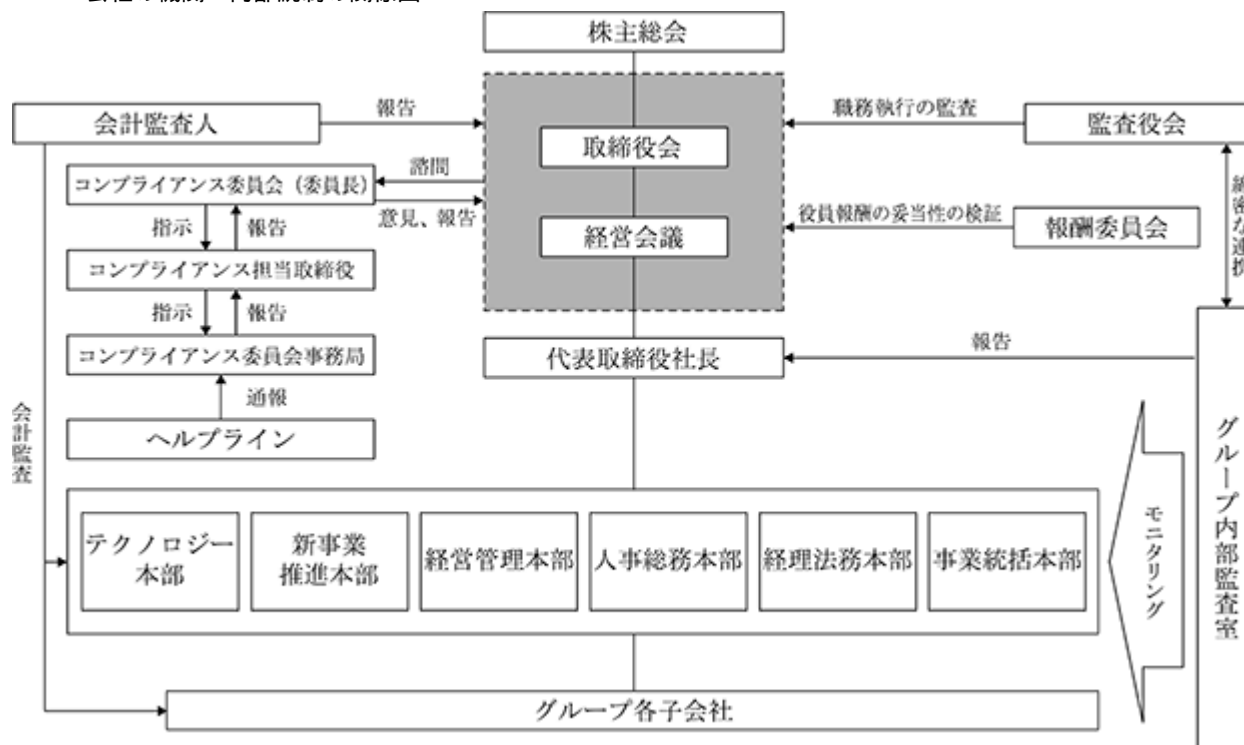 株主総会
会計監査人
報告
職務執行の監査
監査役会
取締役会
諮問
コンプライアンス委員会（委員長）
意見、報告
指示
報告
役員報酬の妥当性の検証
報酬委員会
緻密な連携
経営会議
コンプライアンス担当取締役
指示
報告
コンプライアンス委員会事務局
代表取締役社長
報告
通報
ヘルプライン
会計監査
グループ内部監査室
モニタリング
テクノロジー
本部
新事業
推進本部
経営管理本部
人事総務本部
経理法務本部
事業統括本部
グループ各子会社